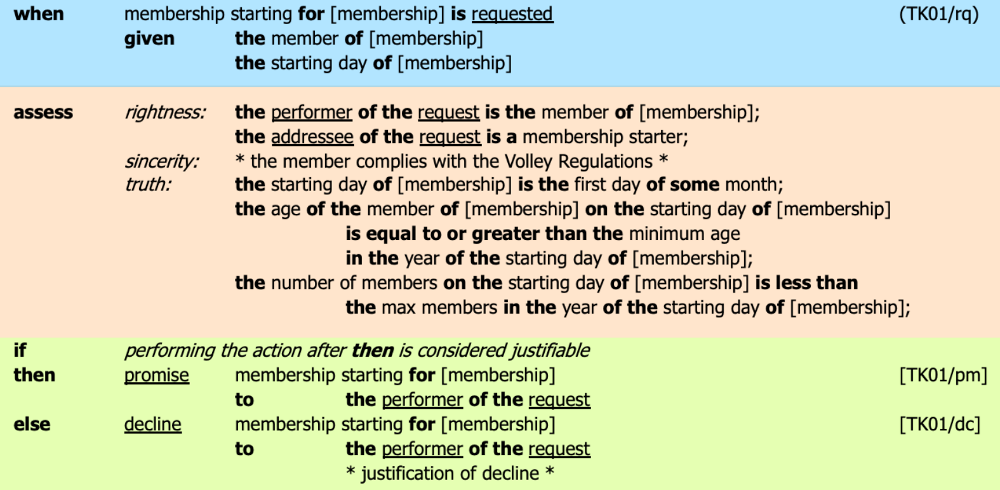 when membership starting for [membership] is requested (TK01/rq)
given the member of [membership]
the starting day of [membership]
assess rightness: the performer of the request is the member of [membership];
the addressee of the request is a membership starter;
sincerity: * the member complies with the Volley Regulations *
truth: the starting day of [membership] is the first day of some month;
the age of the member of [membership] on the starting day of [membership]
is equal to or greater than the minimum age
in the year of the starting day of [membership];
the number of members on the starting day of [membership] is less than
the max members in the year of the starting day of [membership];
if performing the action after then is considered justifiable
then promise membership starting for [membership] [TK01/pm]
to the performer of the request
else decline membership starting for [membership] [TK01/dc]
to the performer of the request
* justification of decline *